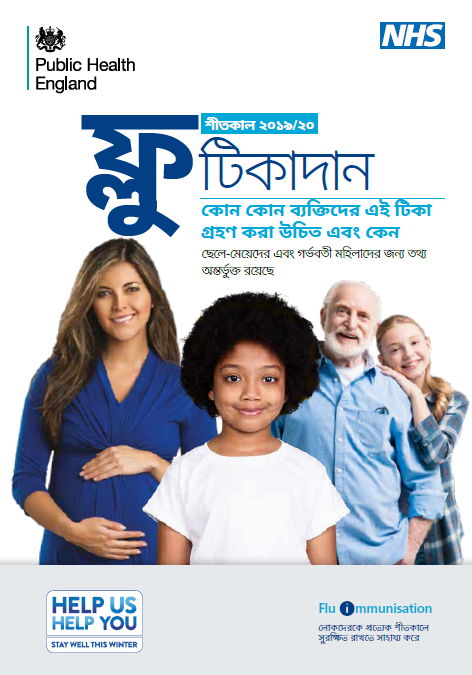 Public Health
England
NHS
শীতকাল ২০১৯/২০
ফ্লু টিকাদান
কোন কোন ব্যক্তিদের এই টিকা
গ্রহণ করা উচিত এবং কেন
ছেলে-মেয়েদের এবং গর্ভবতী মহিলাদের জন্য তথ্য
অন্তর্ভুক্ত রয়েছে
HELP US
HELP YOU
STAY WELL THIS WINTER
Flu immunisation
লোকদেরকে প্রত্যেক শীতকালে
সুরক্ষিত রাখতে সাহায্য করে